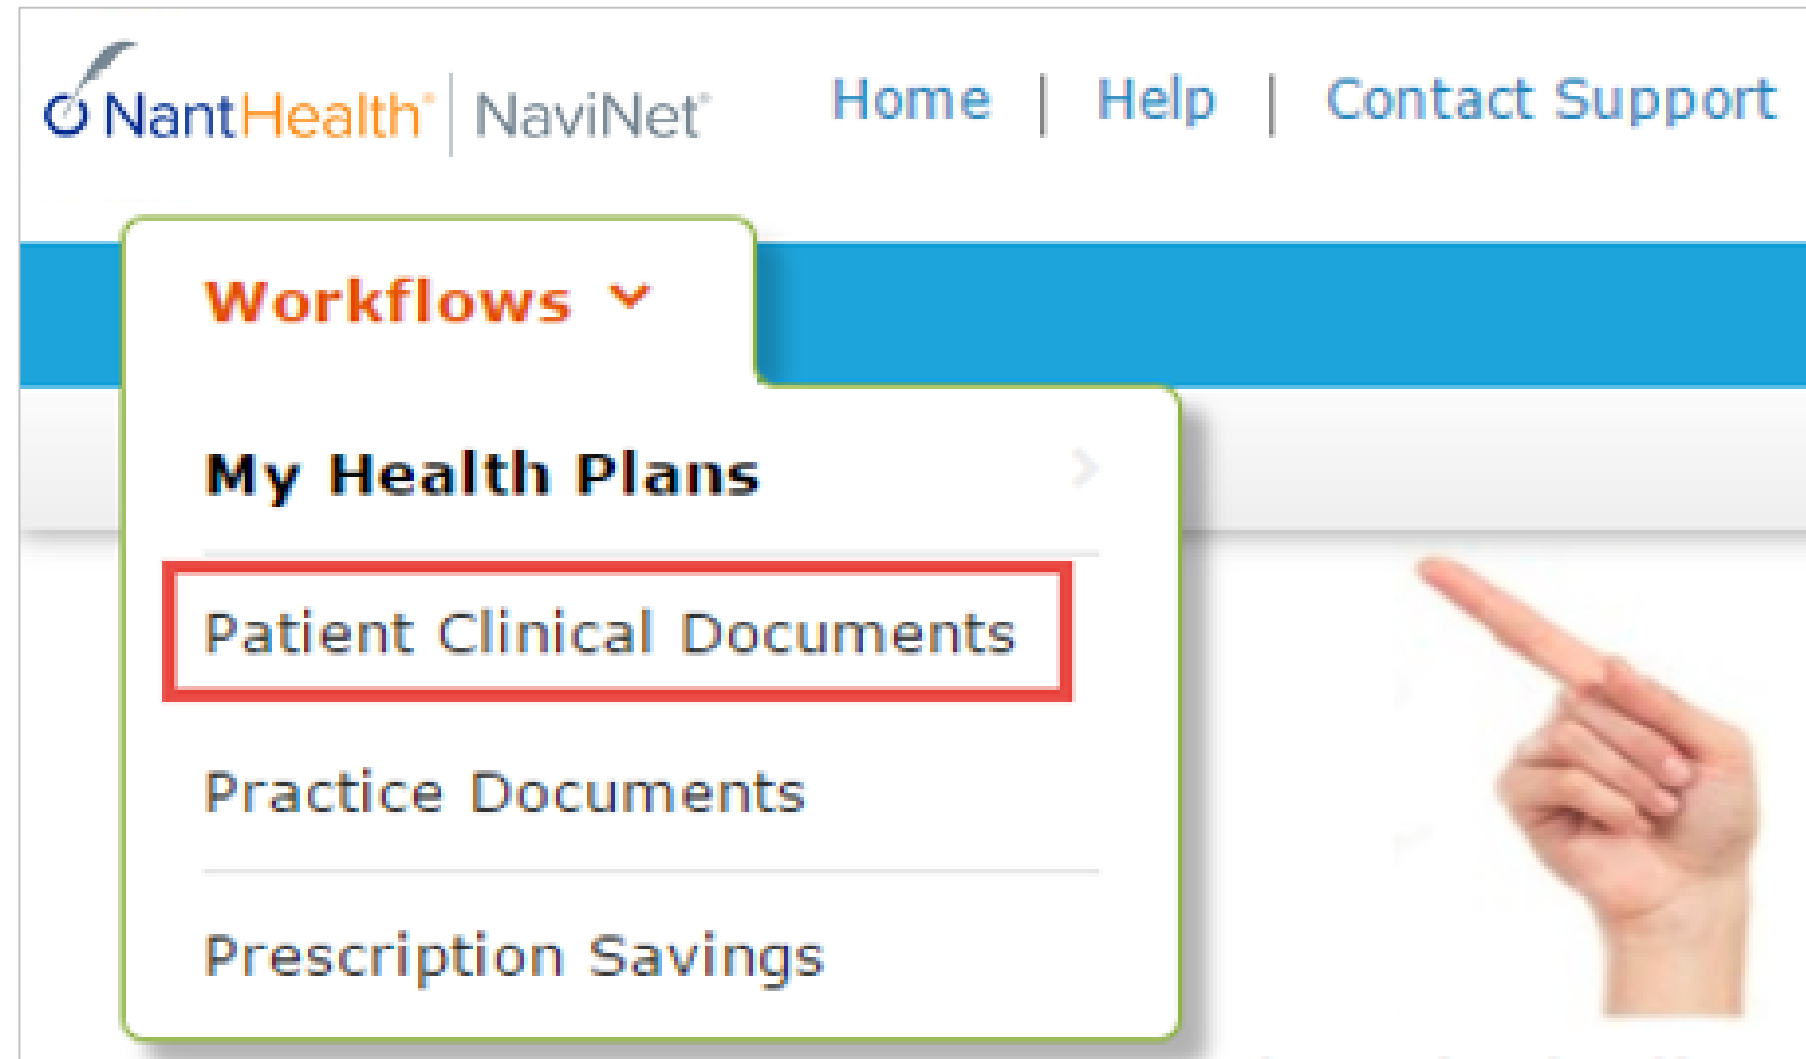 NantHealth® | NaviNet® Home | Help | Contact Support
Workflows
My Health Plans
Patient Clinical Documents
Practice Documents
Prescription Savings